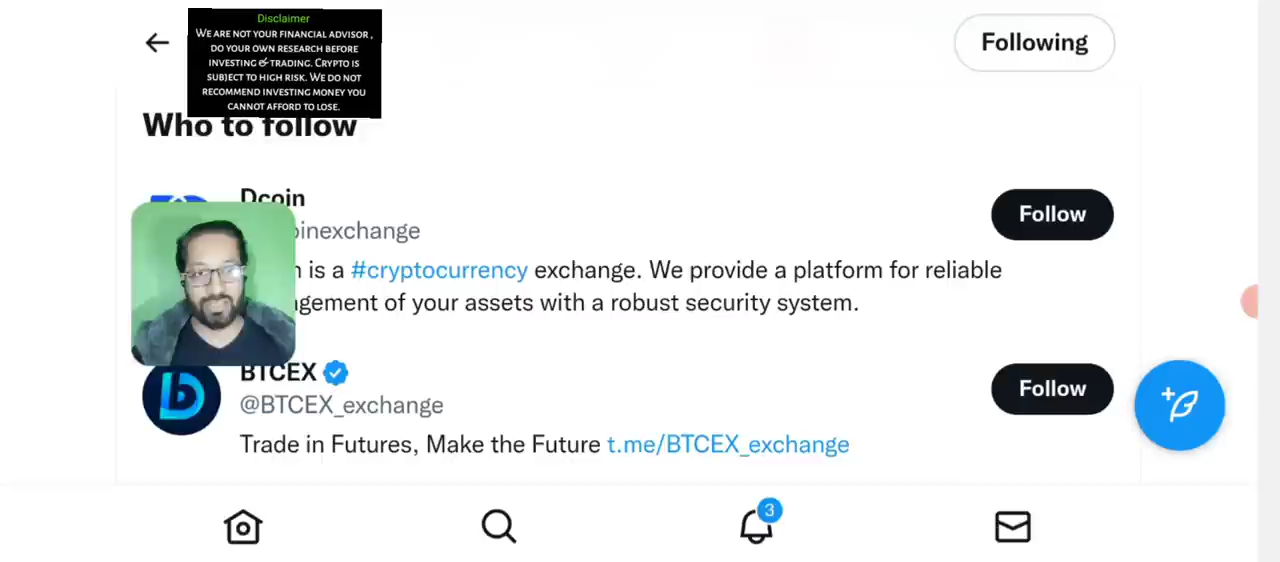 Disclaimer
WE ARE NOT YOUR FINANCIAL ADVISOR,
DO YOUR OWN RESEARCH BEFORE
INVESTING & TRADING. CRYPTO IS
SUBJECT TO HIGH RISK. WE DO NOT
RECOMMEND INVESTING MONEY YOU
CANNOT AFFORD TO LOSE.
Following
Who to follow
Dcoin
oinexchange
Follow
n is a #cryptocurrency exchange. We provide a platform for reliable
gement of your assets with a robust security system.
BTCEX
@BTCEX_exchange
Follow
Trade in Futures, Make the Future t.me/BTCEX_exchange
3